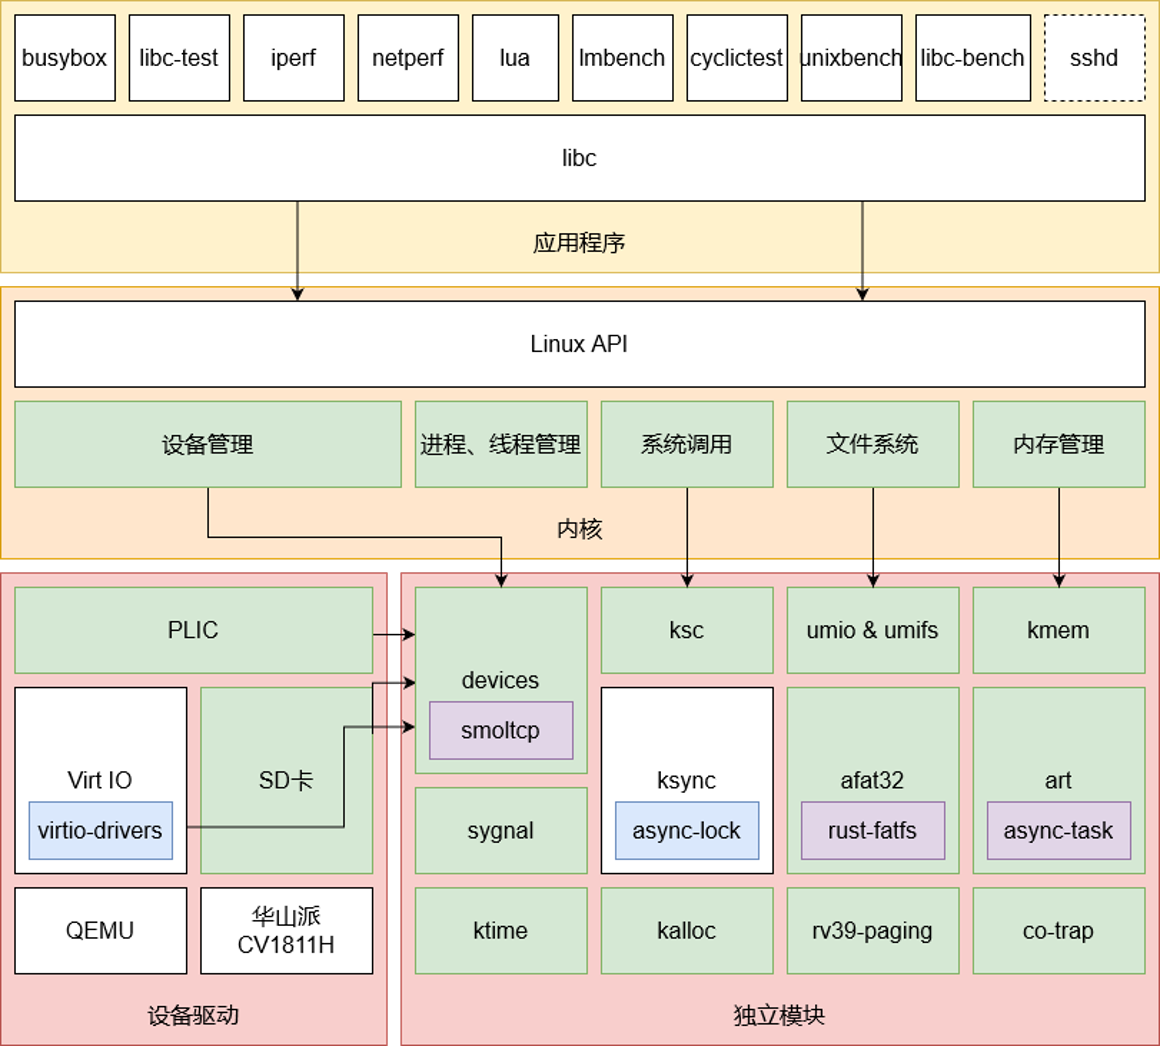 busybox
libc-test
iperf
netperf
lua
lmbench
cyclictest
unixbench
libc-bench
sshd
libc
应用程序
Linux API
设备管理
进程、线程管理
系统调用
文件系统
内存管理
内核
PLIC
Virt IO
virtio-drivers
SD卡
QEMU
华山派
CV1811H
设备驱动
devices
smoltcp
ksc
umio & umifs
kmem
sygnal
ksync
async-lock
afat32
rust-fatfs
art
async-task
ktime
kalloc
rv39-paging
co-trap
独立模块